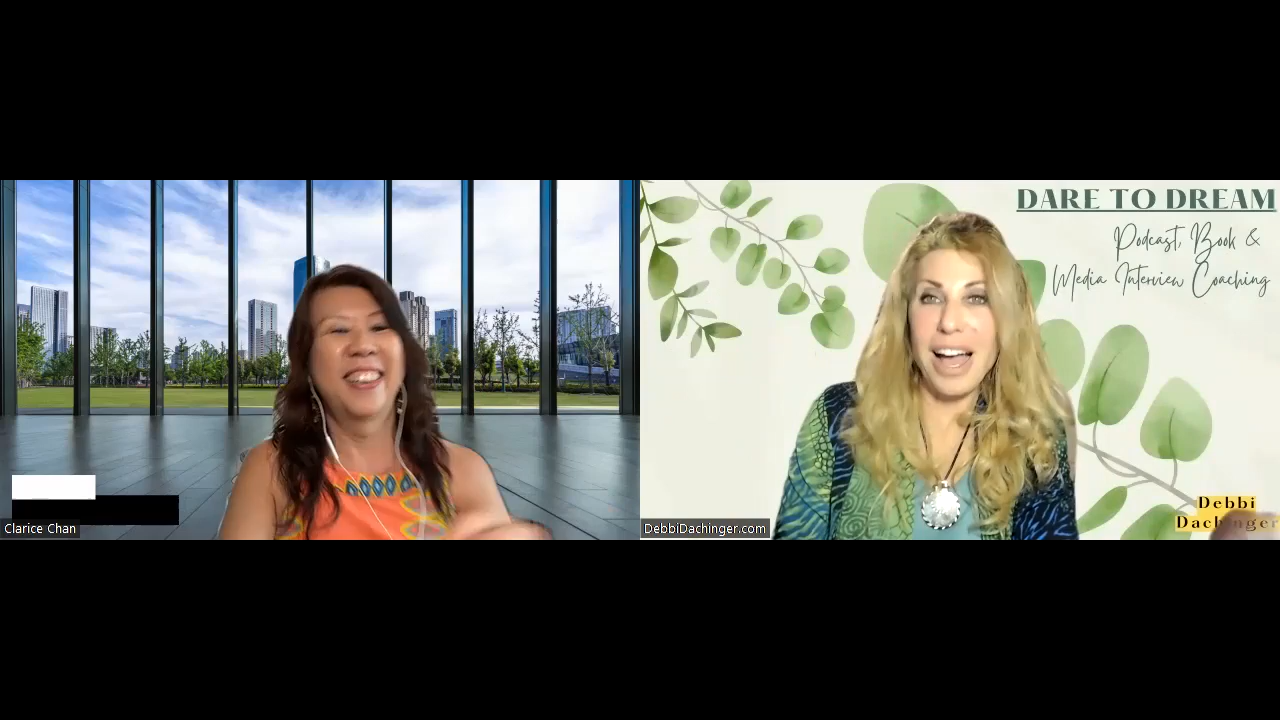 Clarice Chan
DARE TO DREAM
Podcast, Book &
Media Interview Coaching
Debbi
Dachinger
DebbiDachinger.com